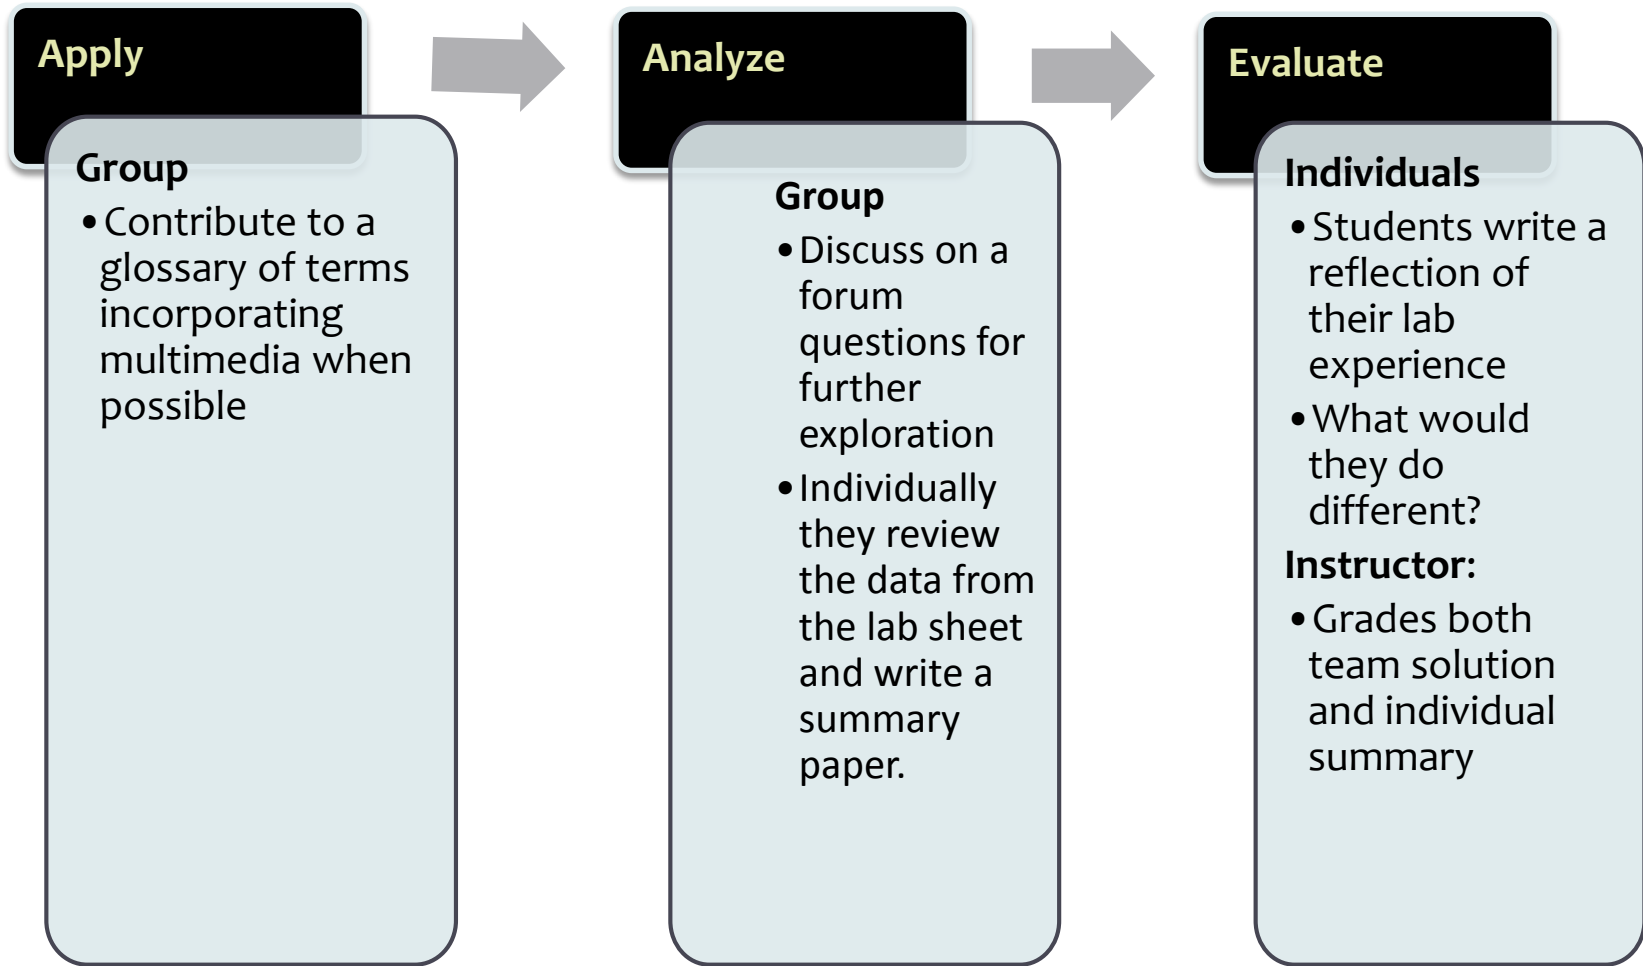 Apply
Group
•Contribute to a
glossary of terms
incorporating
multimedia when
possible
Analyze
Group
•Discuss on a
forum
questions for
further
exploration
•Individually
they review
the data from
the lab sheet
and write a
summary
paper.
Evaluate
Individuals
•Students write a
reflection of
their lab
experience
•What would
they do
different?
Instructor:
•Grades both
team solution
and individual
summary